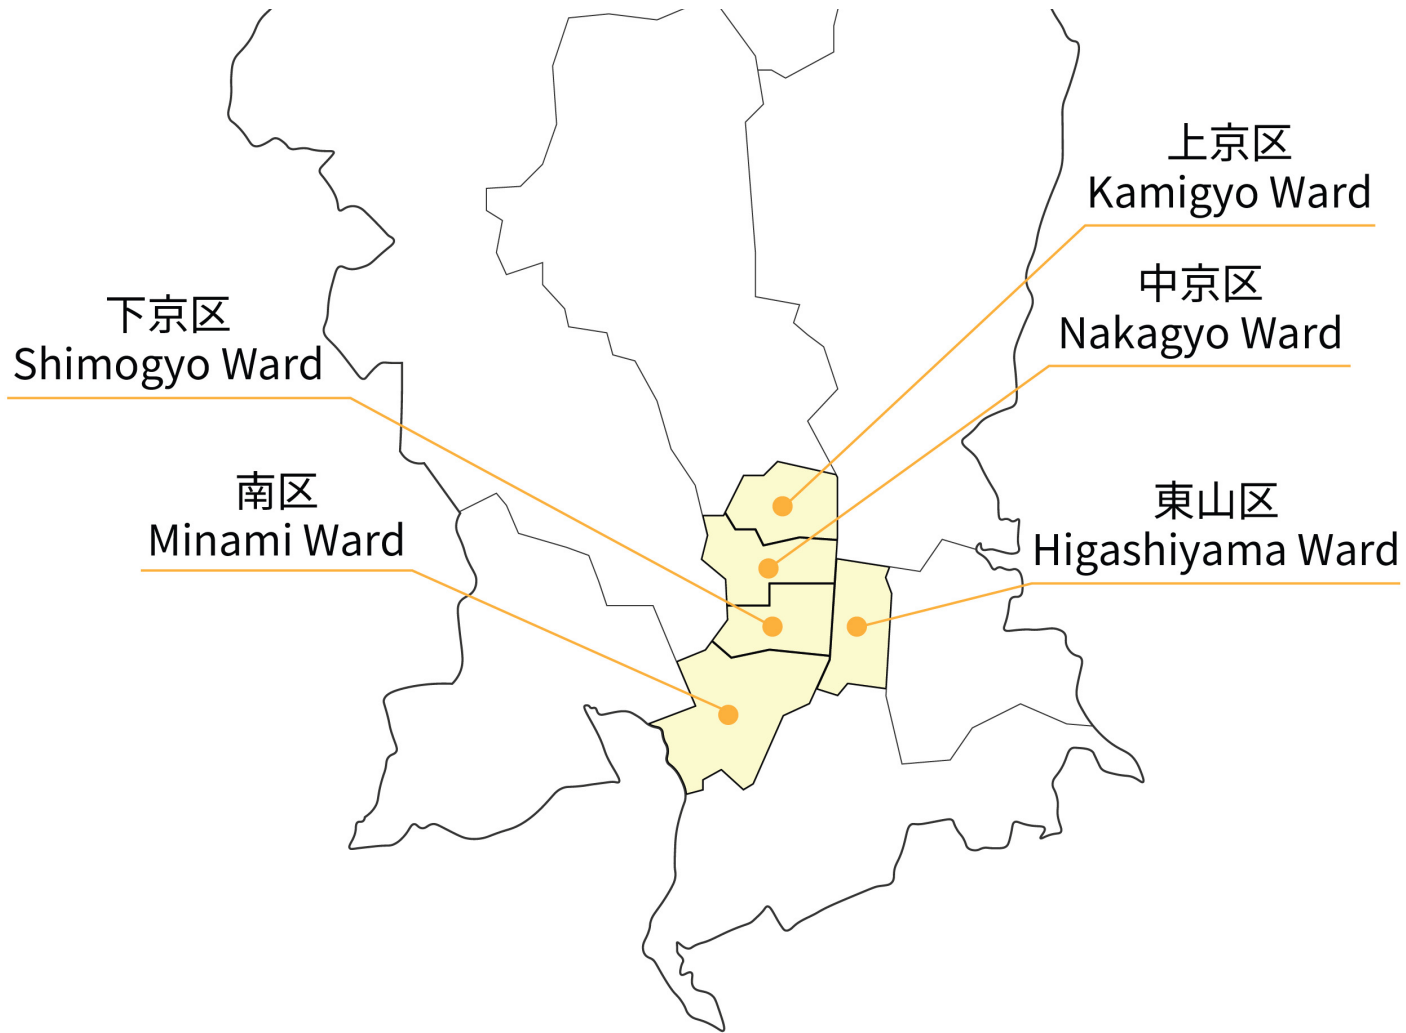 上京区
Kamigyo Ward
中京区
Nakagyo Ward
下京区
Shimogyo Ward
南区
Minami Ward
東山区
Higashiyama Ward